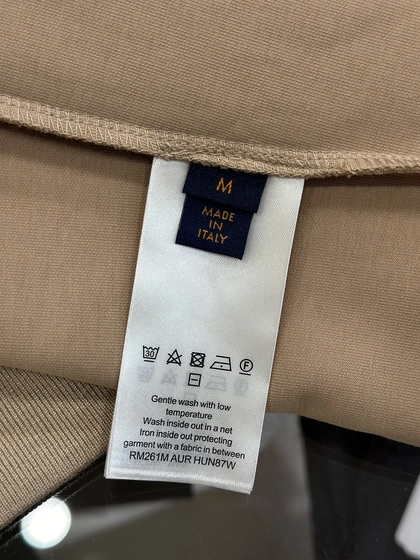 M
MADE
IN
ITALY
30
F
Gentle wash with low
temperature
Wash inside out in a net
Iron inside out protecting
garment with a fabric in between
RM261M AUR HUN87W